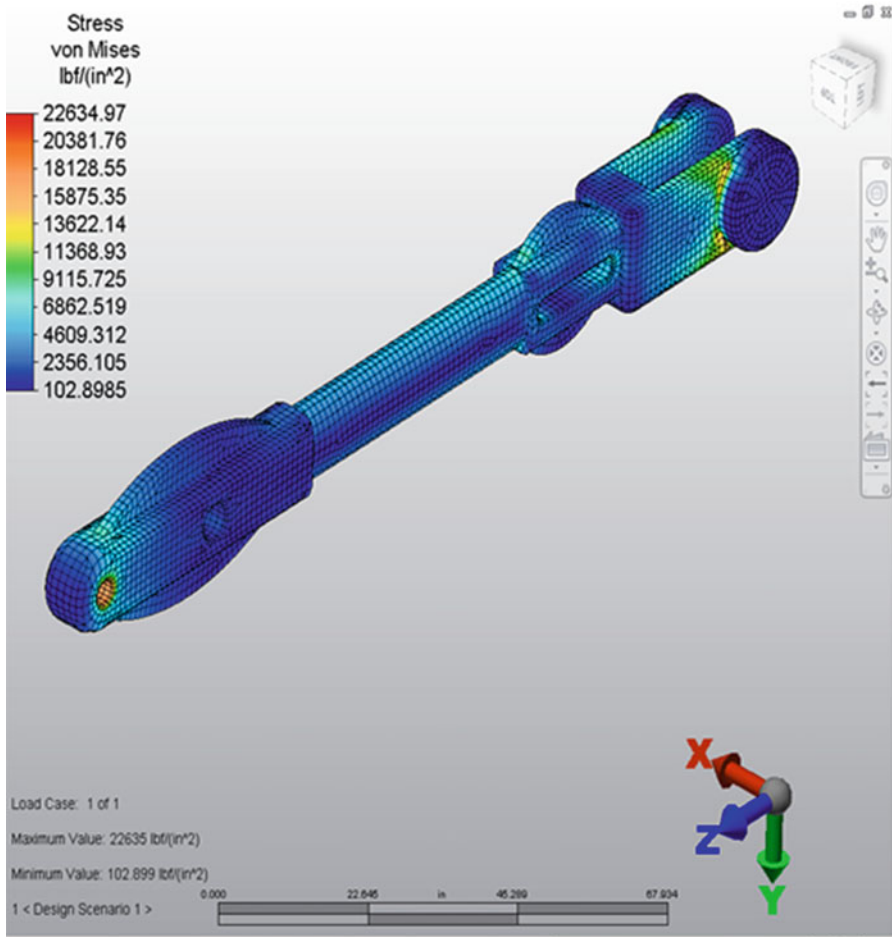 Stress
von Mises
lbf/(in^2)
22634.97
20381.76
18128.55
15875.35
13622.14
11368.93
9115.725
6862.519
4609.312
2356.105
102.8985
X
Z
Y
Load Case: 1 of 1
Maximum Value: 22635 lbf/(in^2)
Minimum Value: 102.899 lbf/(in^2)
1 < Design Scenario 1 >
0.000 22.645 in 45.289 67.934